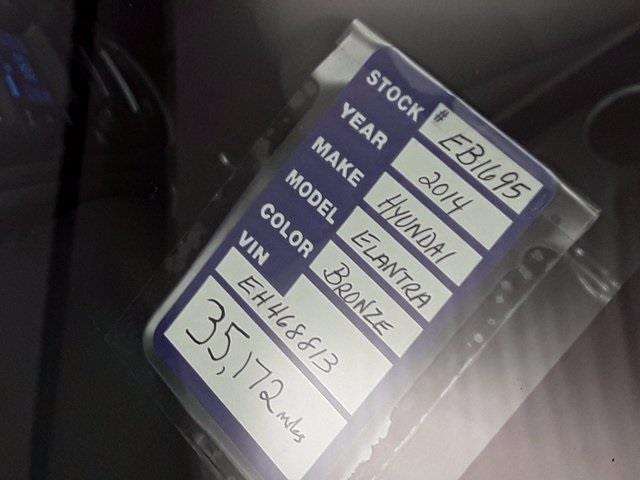 STOCK # EB1695
YEAR 2014
MAKE HYUNDAI
MODEL ELANTRA
COLOR BRONZE
VIN EH468813
35,172 miles